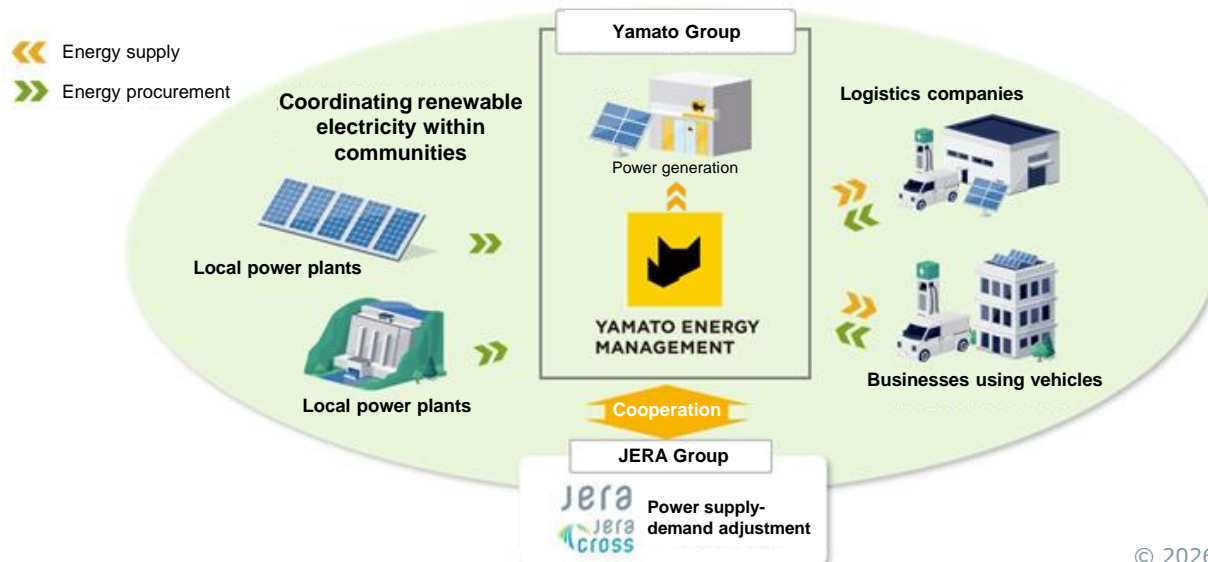 Energy supply
Energy procurement
Coordinating renewable
electricity within
communities
Local power plants
Local power plants
Yamato Group
Power generation
YAMATO ENERGY
MANAGEMENT
Logistics companies
Businesses using vehicles
Cooperation
JERA Group
Jera
Jera
cross
Power supply-
demand adjustment
© 2026